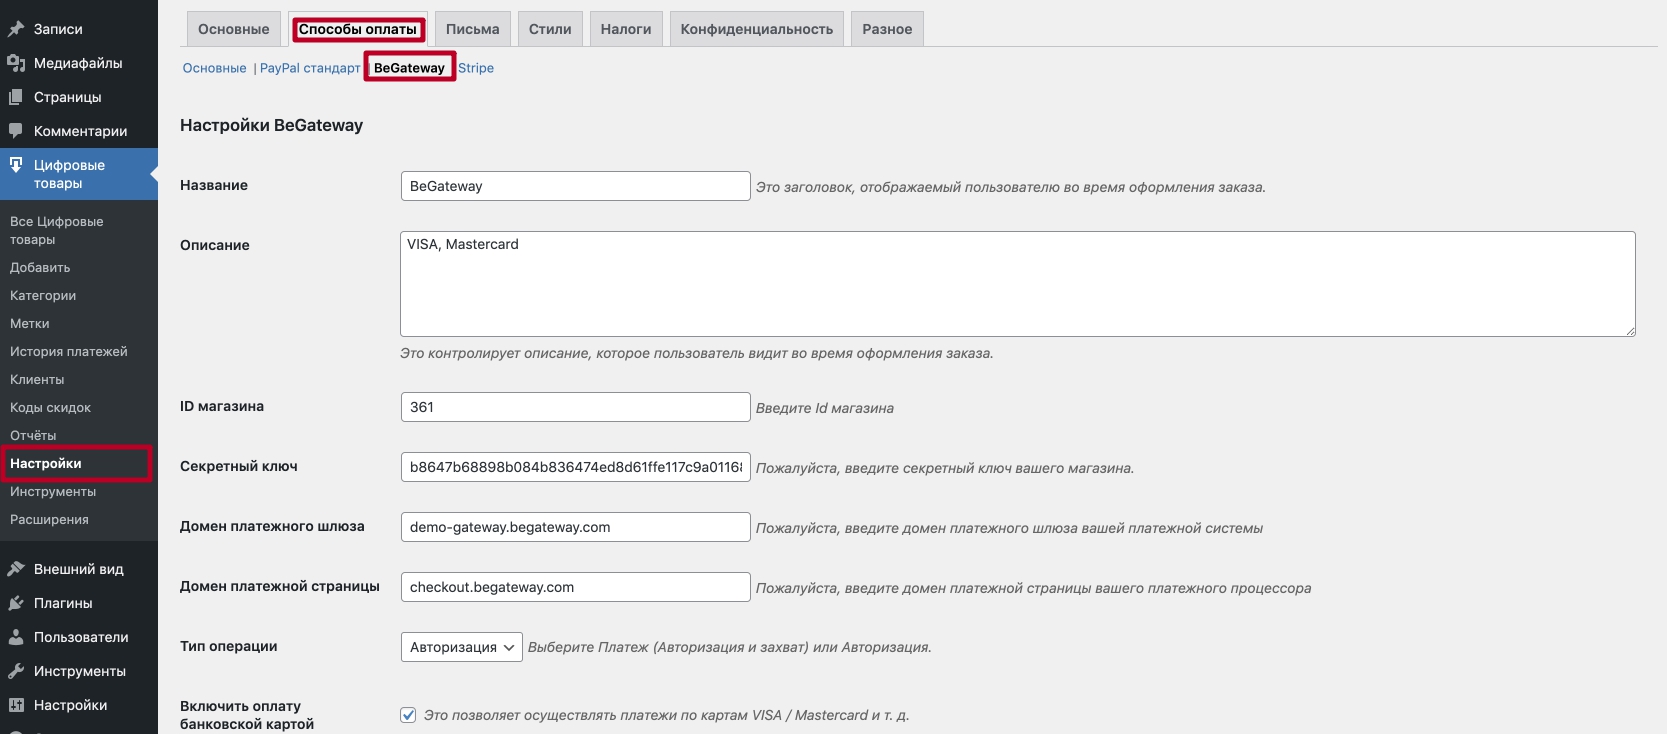 Записи
Медиафайлы
Страницы
Комментарии
Цифровые
товары
Все Цифровые
товары
Добавить
Категории
Метки
История платежей
Клиенты
Коды скидок
Отчёты
Настройки
Инструменты
Расширения
Внешний вид
Плагины
Пользователи
Инструменты
Настройки
Основные Способы оплаты Письма Стили Налоги Конфиденциальность Разное
Основные | PayPal стандарт | BeGateway Stripe
Настройки BeGateway
Название BeGateway Это заголовок, отображаемый пользователю во время оформления заказа.
Описание VISA, Mastercard
Это контролирует описание, которое пользователь видит во время оформления заказа.
ID магазина 361 Введите Id магазина
Секретный ключ b8647b68898b084b836474ed8d61ffe117c9a01168 Пожалуйста, введите секретный ключ вашего магазина.
Домен платежного шлюза demo-gateway.begateway.com Пожалуйста, введите домен платежного шлюза вашей платежной системы
Домен платежной страницы checkout.begateway.com Пожалуйста, введите домен платежной страницы вашего платежного процессора
Тип операции Авторизация Выберите Платеж (Авторизация и захват) или Авторизация.
Включить оплату
банковской картой Это позволяет осуществлять платежи по картам VISA / Mastercard и т. д.